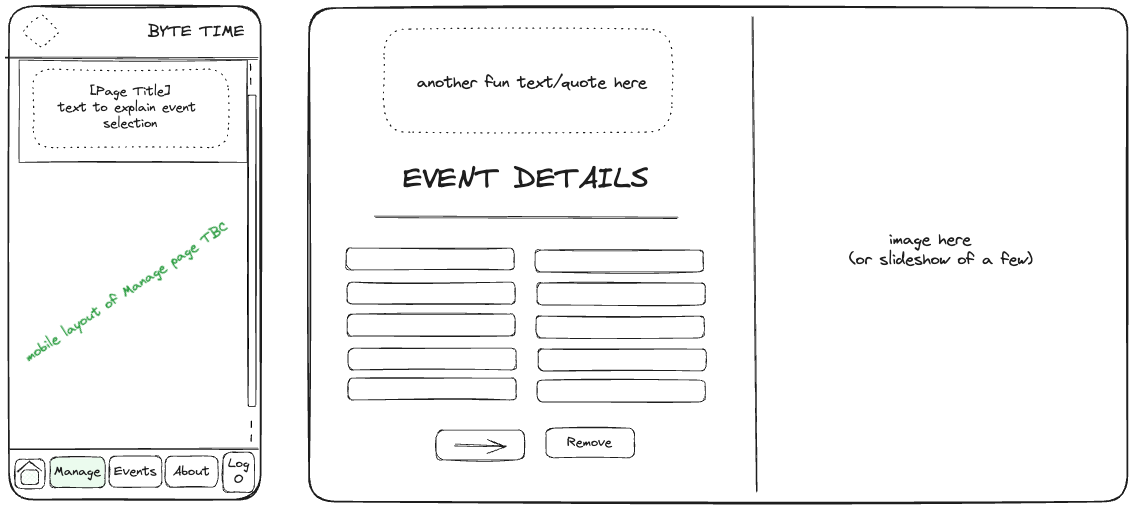 BYTE TIME
[Page Title]
text to explain event
selection
mobile layout of Manage page TBC
Manage
Events
About
Log
O
another fun text/quote here
EVENT DETAILS
Remove
image here
(or slideshow of a few)